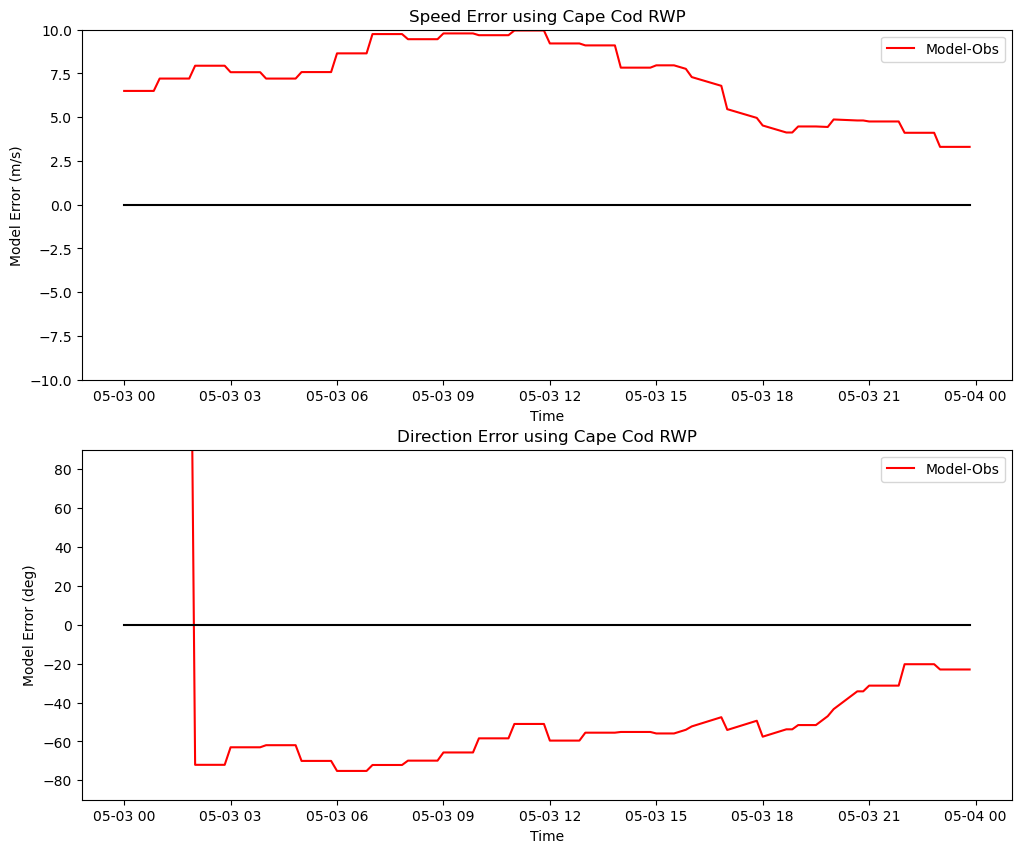 Speed Error using Cape Cod RWP
10.0
7.5
5.0
2.5
0.0
−2.5
−5.0
−7.5
−10.0
Model Error (m/s)
Model-Obs
05-03 00 05-03 03 05-03 06 05-03 09 05-03 12 05-03 15 05-03 18 05-03 21 05-04 00
Time
Direction Error using Cape Cod RWP
80
60
40
20
0
−20
−40
−60
−80
Model Error (deg)
Model-Obs
05-03 00 05-03 03 05-03 06 05-03 09 05-03 12 05-03 15 05-03 18 05-03 21 05-04 00
Time